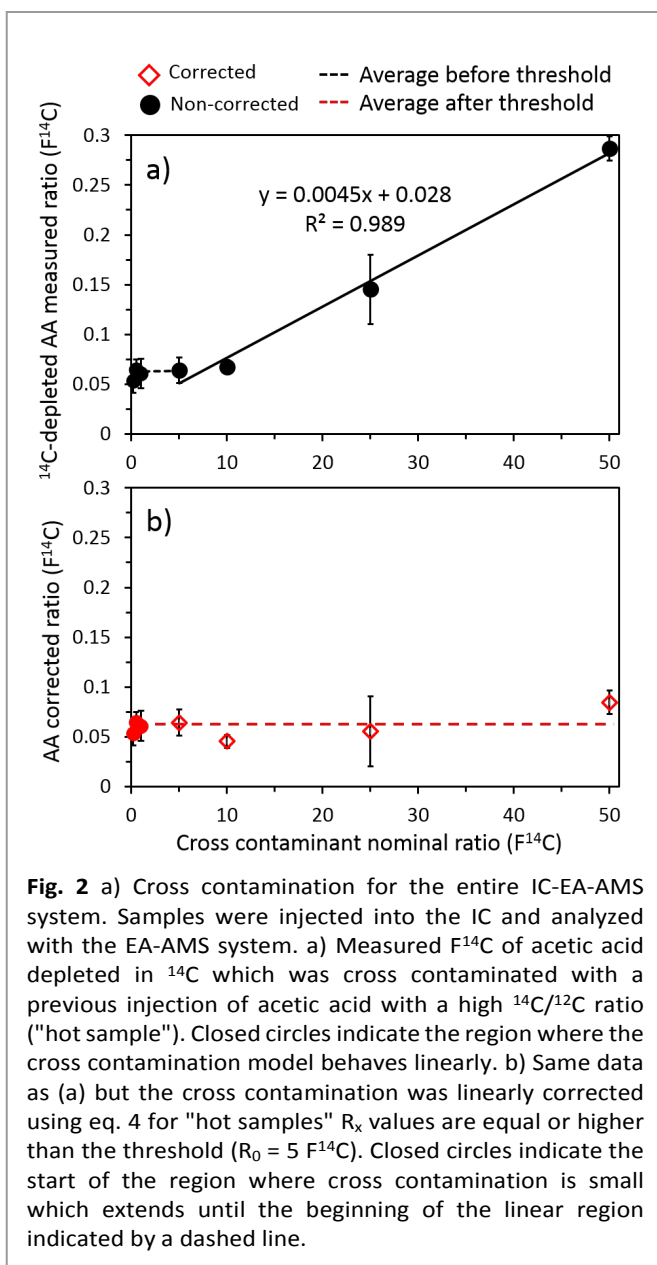 Corrected
Average before threshold
Non-corrected
Average after threshold
¹⁴C-depleted AA measured ratio (F¹⁴C)
0.3
0.25
0.2
0.15
0.1
0.05
0
a)
y = 0.0045x + 0.028
R² = 0.989
0 10 20 30 40 50
AA corrected ratio (F¹⁴C)
0.3
0.25
0.2
0.15
0.1
0.05
0
b)
0 10 20 30 40 50
Cross contaminant nominal ratio (F¹⁴C)
Fig. 2 a) Cross contamination for the entire IC-EA-AMS
system. Samples were injected into the IC and analyzed
with the EA-AMS system. a) Measured F¹⁴C of acetic acid
depleted in ¹⁴C which was cross contaminated with a
previous injection of acetic acid with a high ¹⁴C/¹²C ratio
("hot sample"). Closed circles indicate the region where the
cross contamination model behaves linearly. b) Same data
as (a) but the cross contamination was linearly corrected
using eq. 4 for "hot samples" Rₓ values are equal or higher
than the threshold (R₀ = 5 F¹⁴C). Closed circles indicate the
start of the region where cross contamination is small
which extends until the beginning of the linear region
indicated by a dashed line.